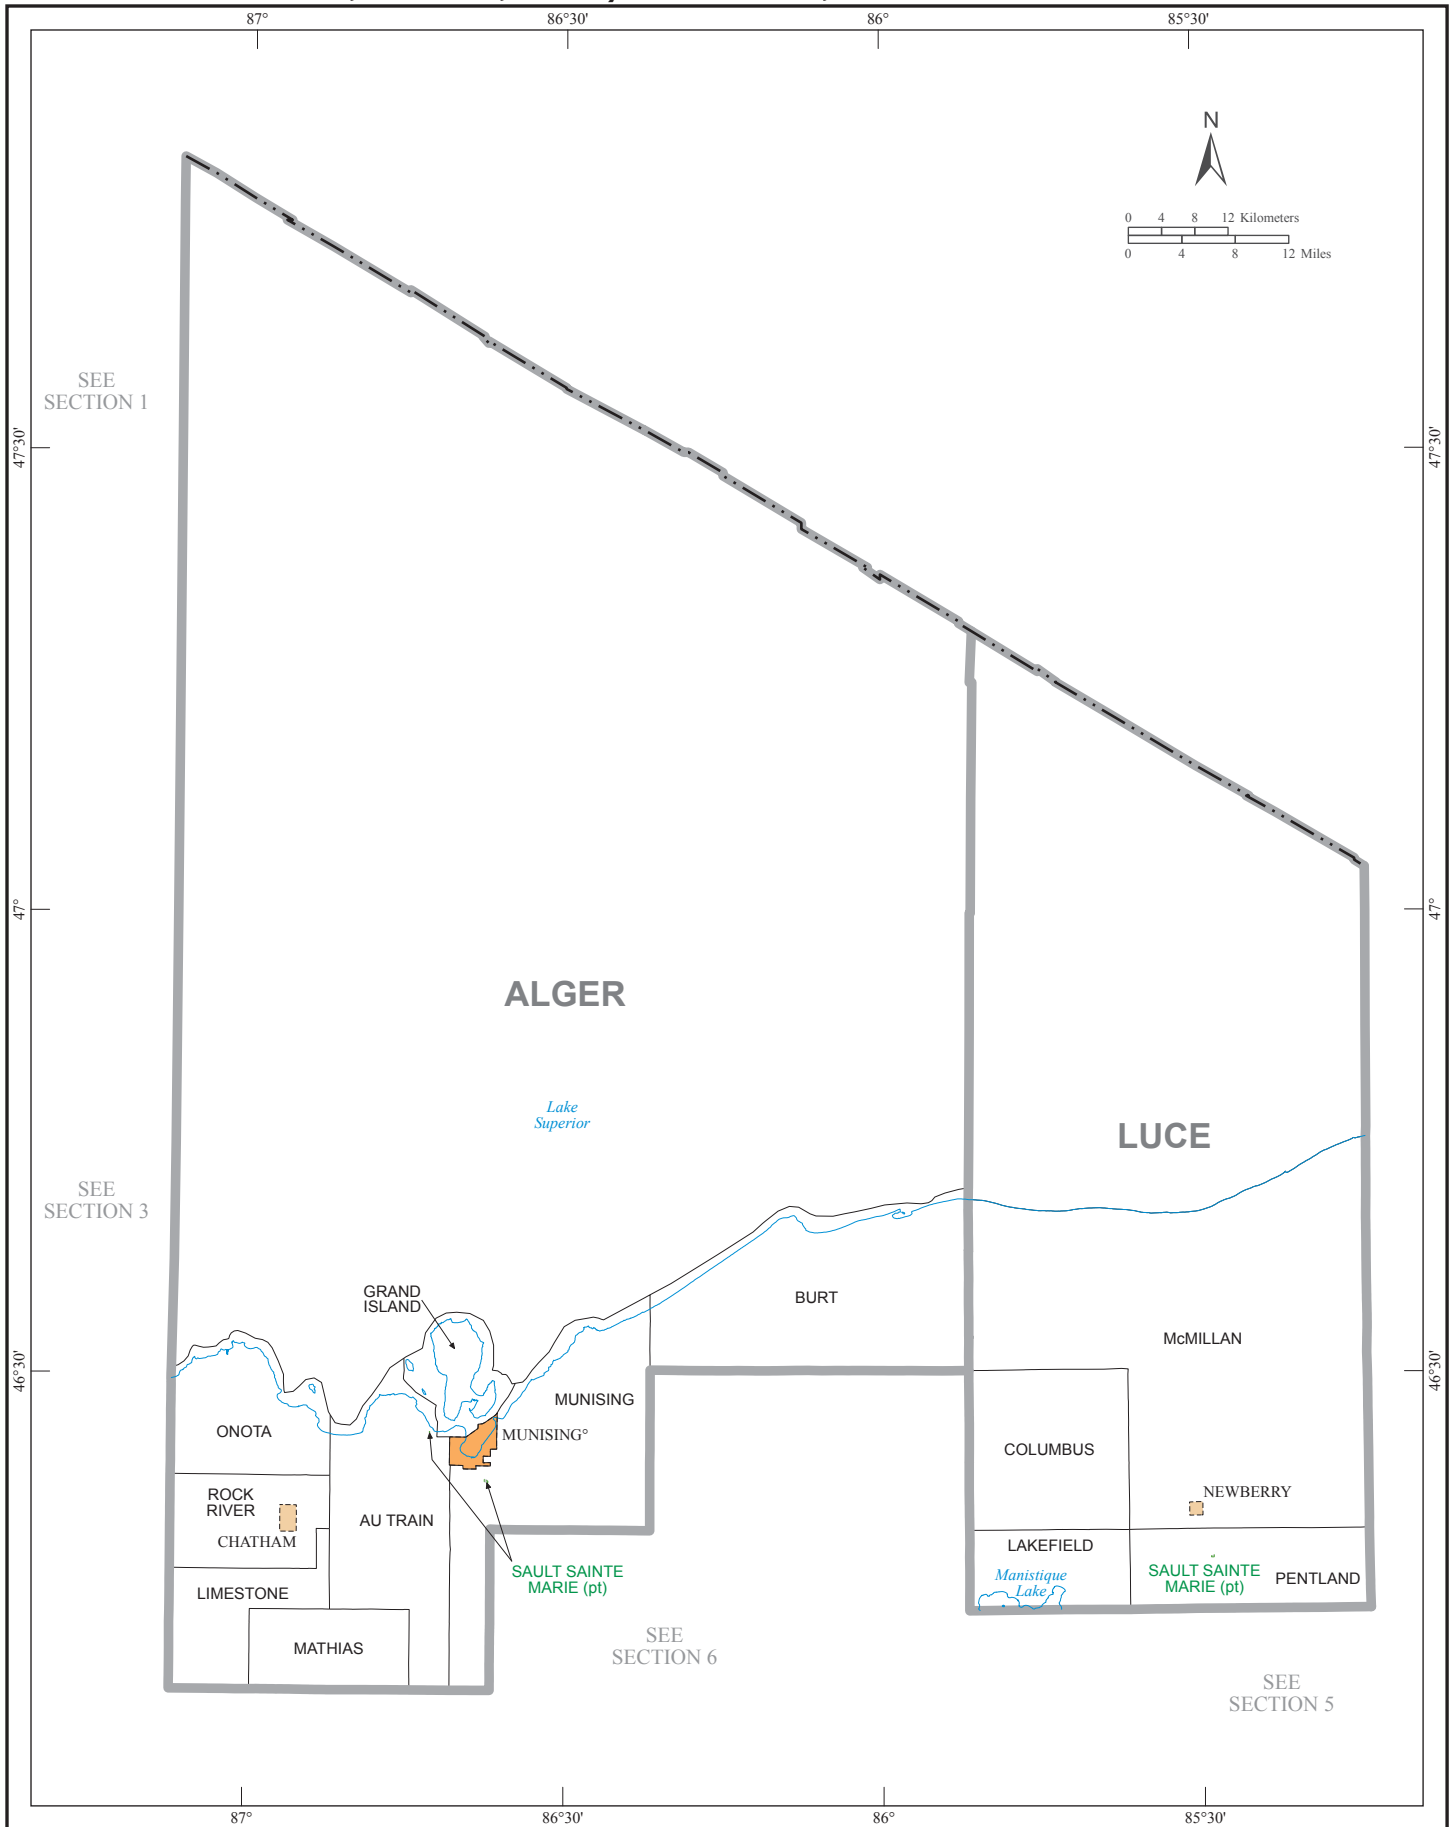 87°
86°30'
86°
85°30'
N
0 4 8 12 Kilometers
0 4 8 12 Miles
SEE
SECTION 1
47°30'
47°30'
47°
47°
ALGER
Lake
Superior
LUCE
SEE
SECTION 3
GRAND
ISLAND
BURT
McMILLAN
46°30'
46°30'
MUNISING
ONOTA
MUNISING°
COLUMBUS
ROCK
RIVER
NEWBERRY
AU TRAIN
CHATHAM
LAKEFIELD
SAULT SAINTE
MARIE (pt)
Manistique
Lake
SAULT SAINTE
MARIE (pt)
PENTLAND
LIMESTONE
MATHIAS
SEE
SECTION 6
SEE
SECTION 5
87°
86°30'
86°
85°30'